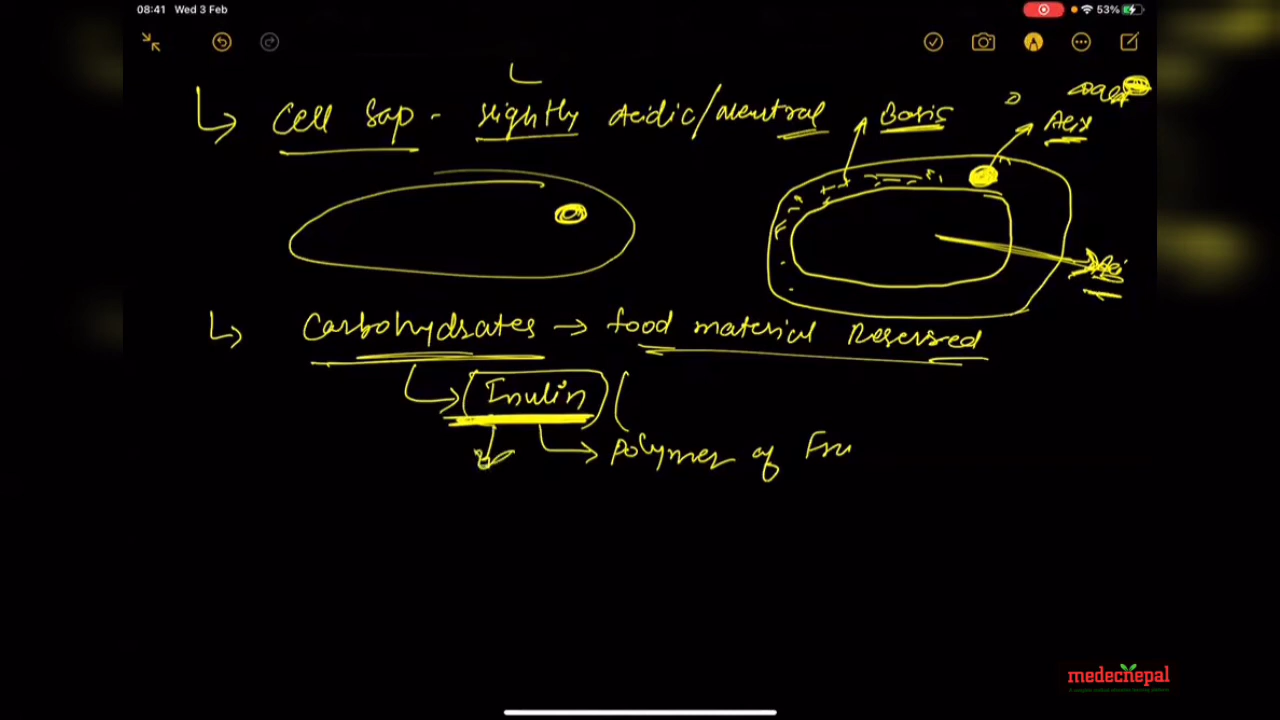 08:41 Wed 3 Feb
53%
Cell Sap - slightly Acidic/Neutral Basis
Carbohydrates → food material Reserved
Inulin (
Polymer of Fru
medecnepal